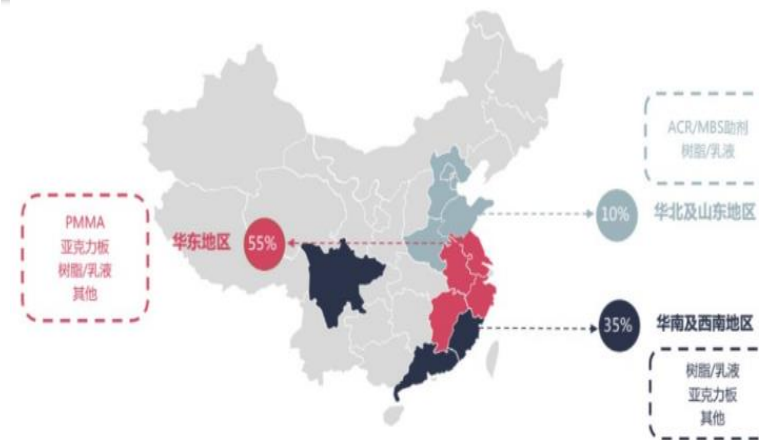 ACR/MBS助剂
树脂/乳液
10%
华北及山东地区
PMMA
亚克力板
树脂/乳液
其他
华东地区
55%
35%
华南及西南地区
树脂/乳液
亚克力板
其他